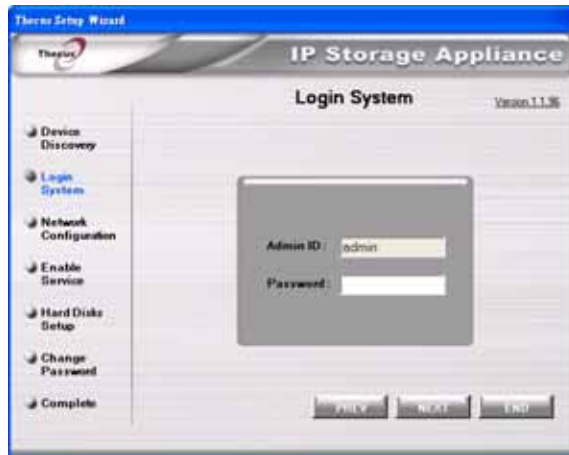 Thecus Setup Wizard
Thecus
IP Storage Appliance
Login System
Version 1.1.36
Device
Discovery
Login
System
Network
Configuration
Enable
Service
Hard Disks
Setup
Change
Password
Complete
Admin ID :
admin
Password :
PREV
NEXT
END